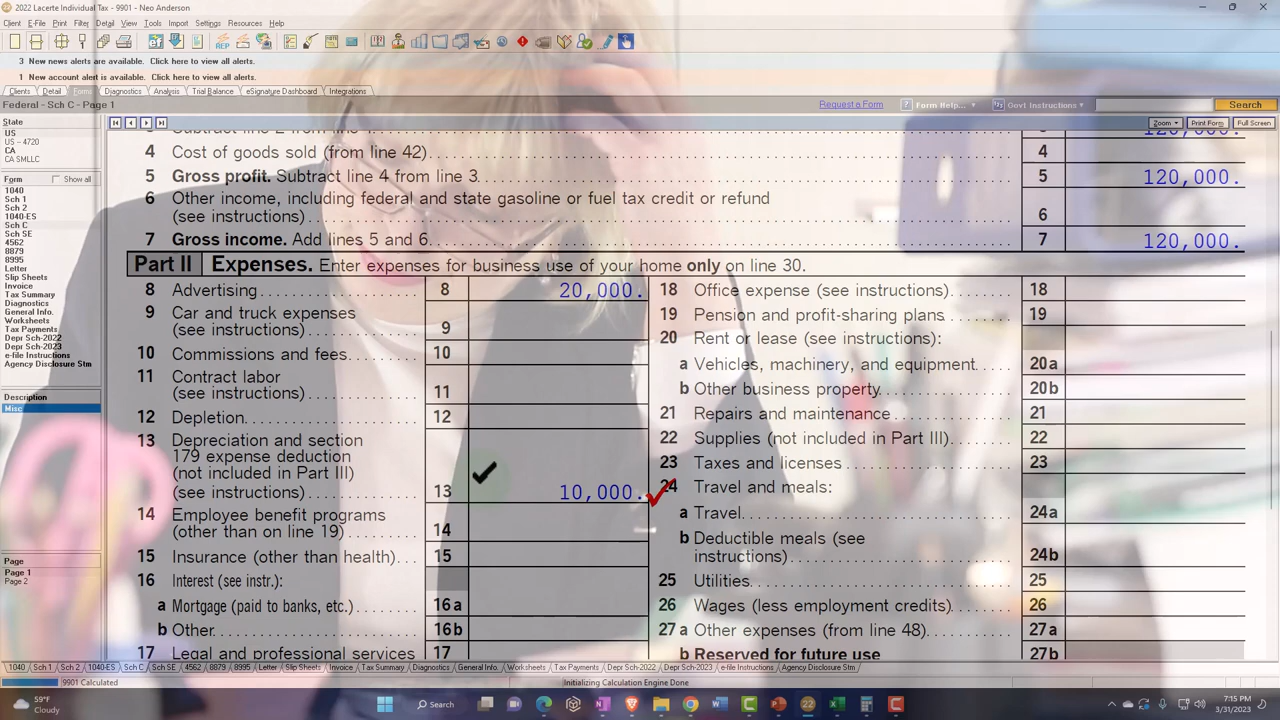 2022 Lacerte Individual Tax - 9901 - Neo Anderson
Client E-File Print Filter Detail View Tools Import Settings Resources Help
3 New news alerts are available. Click here to view all alerts.
1 New account alert is available. Click here to view all alerts.
Clients Detail Forms Diagnostics Analysis Trial Balance eSignature Dashboard Integrations
Federal - Sch C - Page 1
Request a Form Form Help... Govt Instructions Search
State
US
US - 4720
CA
CA SMLLC
Form Show all
1040
Sch 1
Sch 2
1040-ES
Sch C
Sch SE
4562
8879
8995
Letter
Slip Sheets
Invoice
Tax Summary
Diagnostics
General Info.
Worksheets
Tax Payments
Depr Sch-2022
Depr Sch-2023
e-file Instructions
Agency Disclosure Stm
Description
Misc
Page
Page 1
Page 2
Zoom Print Form Full Screen
3 Subtract line 2 from line 1 3 120,000.
4 Cost of goods sold (from line 42) 4
5 Gross profit. Subtract line 4 from line 3. 5 120,000.
6 Other income, including federal and state gasoline or fuel tax credit or refund
(see instructions) 6
7 Gross income. Add lines 5 and 6. 7 120,000.
Part II Expenses. Enter expenses for business use of your home only on line 30.
8 Advertising 8 20,000.
9 Car and truck expenses
(see instructions) 9
10 Commissions and fees 10
11 Contract labor
(see instructions) 11
12 Depletion 12
13 Depreciation and section
179 expense deduction
(not included in Part III)
(see instructions) 13 10,000.
14 Employee benefit programs
(other than on line 19) 14
15 Insurance (other than health) 15
16 Interest (see instr.):
a Mortgage (paid to banks, etc.) 16a
b Other 16b
17 Legal and professional services 17
18 Office expense (see instructions) 18
19 Pension and profit-sharing plans 19
20 Rent or lease (see instructions):
a Vehicles, machinery, and equipment 20a
b Other business property 20b
21 Repairs and maintenance 21
22 Supplies (not included in Part III) 22
23 Taxes and licenses 23
24 Travel and meals:
a Travel 24a
b Deductible meals (see
instructions) 24b
25 Utilities 25
26 Wages (less employment credits) 26
27a Other expenses (from line 48) 27a
b Reserved for future use 27b
1040 Sch 1 Sch 2 1040-ES Sch C Sch SE 4562 8879 8995 Letter Slip Sheets Invoice Tax Summary Diagnostics General Info. Worksheets Tax Payments Depr Sch-2022 Depr Sch-2023 e-file Instructions Agency Disclosure Stm
9901 Calculated Initializing Calculation Engine Done
59°F
Cloudy
Search
7:15 PM
3/31/2023